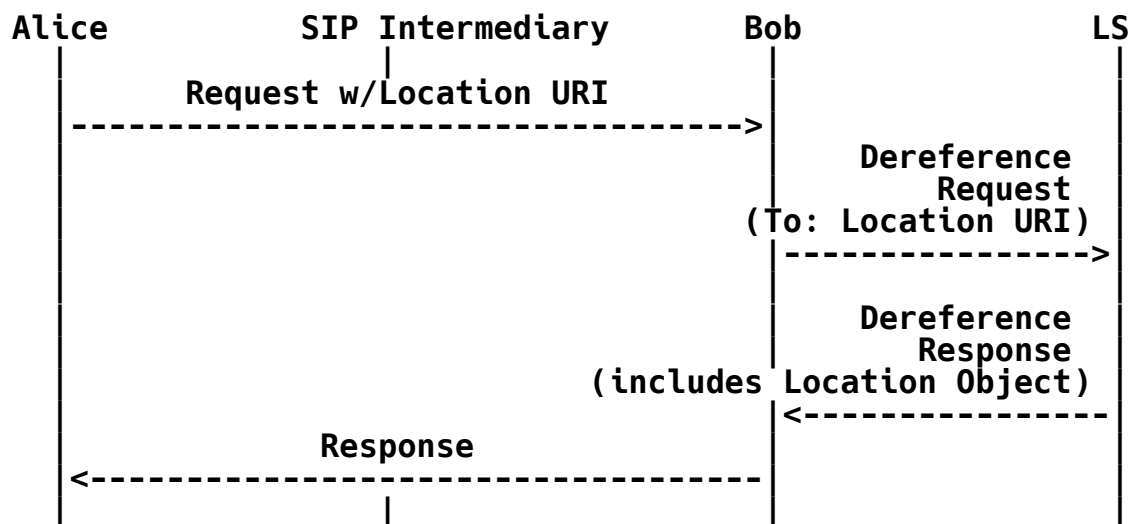 Alice SIP Intermediary Bob LS
Request w/Location URI
Dereference
Request
(To: Location URI)
Dereference
Response
(includes Location Object)
Response